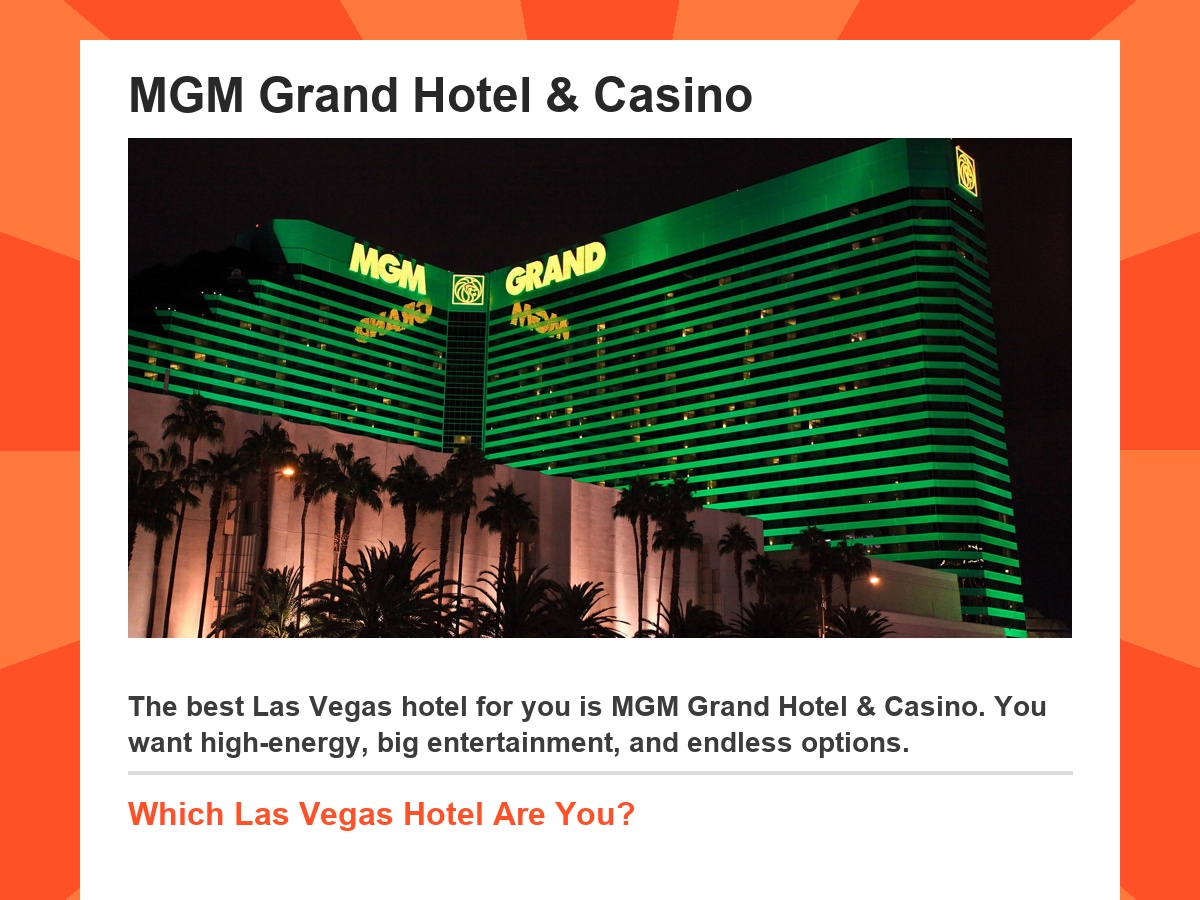 MGM Grand Hotel & Casino
MGM GRAND
The best Las Vegas hotel for you is MGM Grand Hotel & Casino. You
want high-energy, big entertainment, and endless options.
Which Las Vegas Hotel Are You?